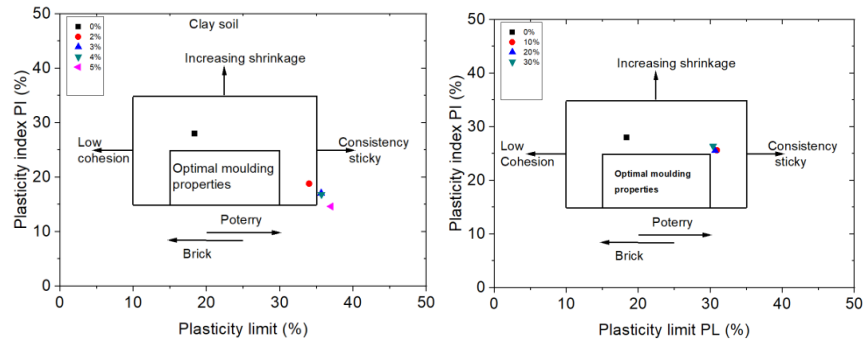 Clay soil
0%
2%
3%
4%
5%
Increasing shrinkage
Low
cohesion
Consistency
sticky
Optimal moulding
properties
Poterry
Brick
Plasticity index PI (%)
50
40
30
20
10
0
0 10 20 30 40 50
Plasticity limit (%)
0%
10%
20%
30%
Increasing shrinkage
Low
Cohesion
Consistency
sticky
Optimal moulding
properties
Poterry
Brick
Plasticity index PI (%)
50
40
30
20
10
0
0 10 20 30 40 50
Plasticity limit PL (%)